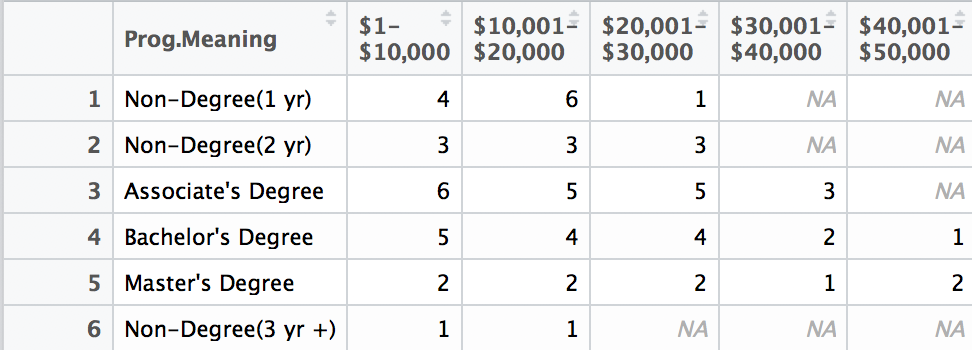 Prog.Meaning $1– $10,001– $20,001– $30,001– $40,001–
$10,000 $20,000 $30,000 $40,000 $50,000
1 Non–Degree(1 yr) 4 6 1 NA NA
2 Non–Degree(2 yr) 3 3 3 NA NA
3 Associate's Degree 6 5 5 3 NA
4 Bachelor's Degree 5 4 4 2 1
5 Master's Degree 2 2 2 1 2
6 Non–Degree(3 yr +) 1 1 NA NA NA